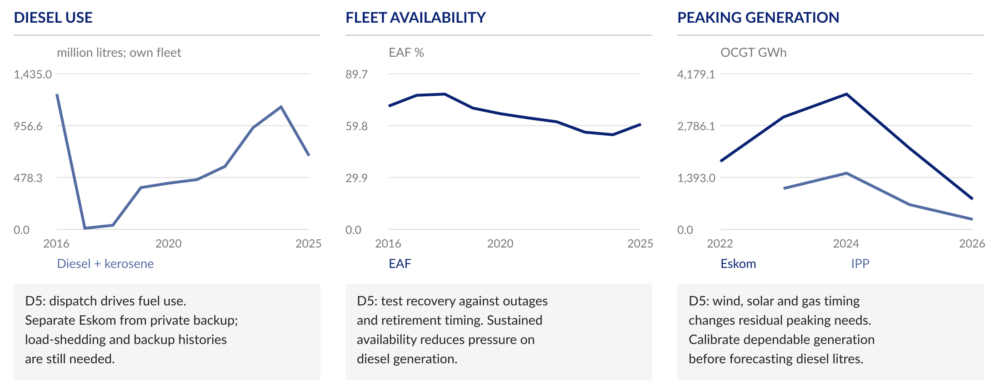 DIESEL USE
million litres; own fleet
1,435.0
956.6
478.3
0.0
2016 2020 2025
Diesel + kerosene
D5: dispatch drives fuel use.
Separate Eskom from private backup;
load-shedding and backup histories
are still needed.
FLEET AVAILABILITY
EAF %
89.7
59.8
29.9
0.0
2016 2020 2025
EAF
D5: test recovery against outages
and retirement timing. Sustained
availability reduces pressure on
diesel generation.
PEAKING GENERATION
OCGT GWh
4,179.1
2,786.1
1,393.0
0.0
2022 2024 2026
Eskom IPP
D5: wind, solar and gas timing
changes residual peaking needs.
Calibrate dependable generation
before forecasting diesel litres.